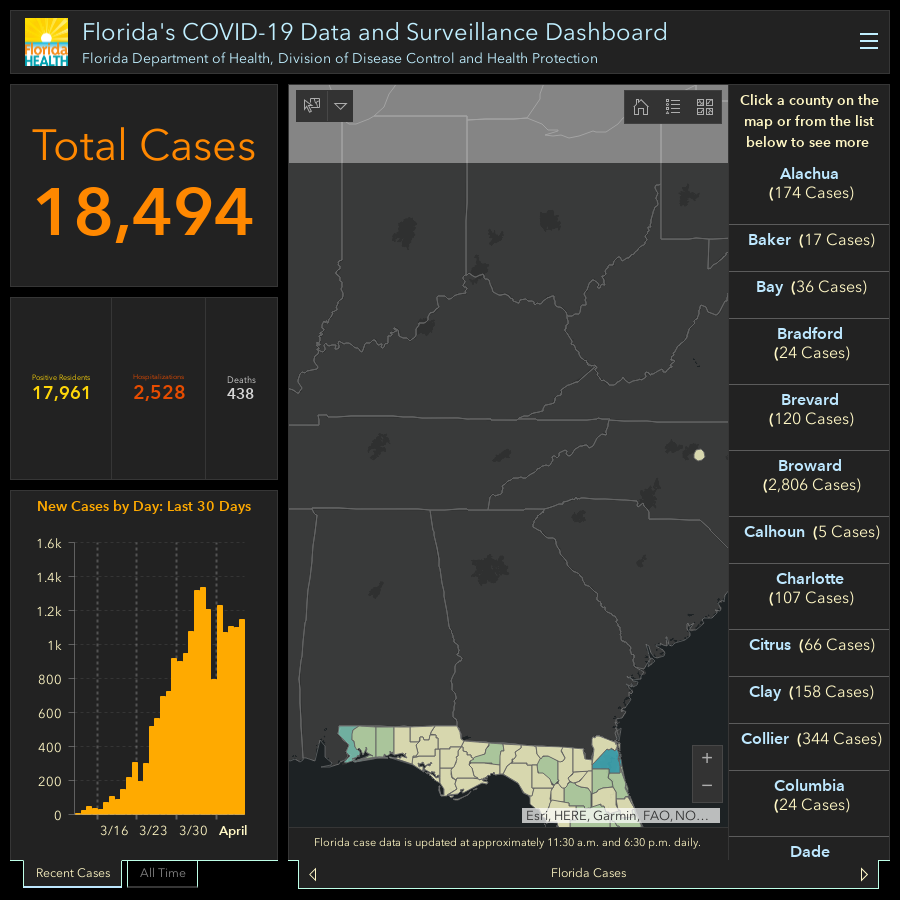 Florida
HEALTH
Florida's COVID-19 Data and Surveillance Dashboard
Florida Department of Health, Division of Disease Control and Health Protection
Total Cases
18,494
Positive Residents
17,961
Hospitalizations
2,528
Deaths
438
New Cases by Day: Last 30 Days
1.6k
1.4k
1.2k
1k
800
600
400
200
0
3/16 3/23 3/30 April
Recent Cases
All Time
Esri, HERE, Garmin, FAO, NO...
+
−
Florida case data is updated at approximately 11:30 a.m. and 6:30 p.m. daily.
Florida Cases
Click a county on the
map or from the list
below to see more
Alachua
(174 Cases)
Baker (17 Cases)
Bay (36 Cases)
Bradford
(24 Cases)
Brevard
(120 Cases)
Broward
(2,806 Cases)
Calhoun (5 Cases)
Charlotte
(107 Cases)
Citrus (66 Cases)
Clay (158 Cases)
Collier (344 Cases)
Columbia
(24 Cases)
Dade